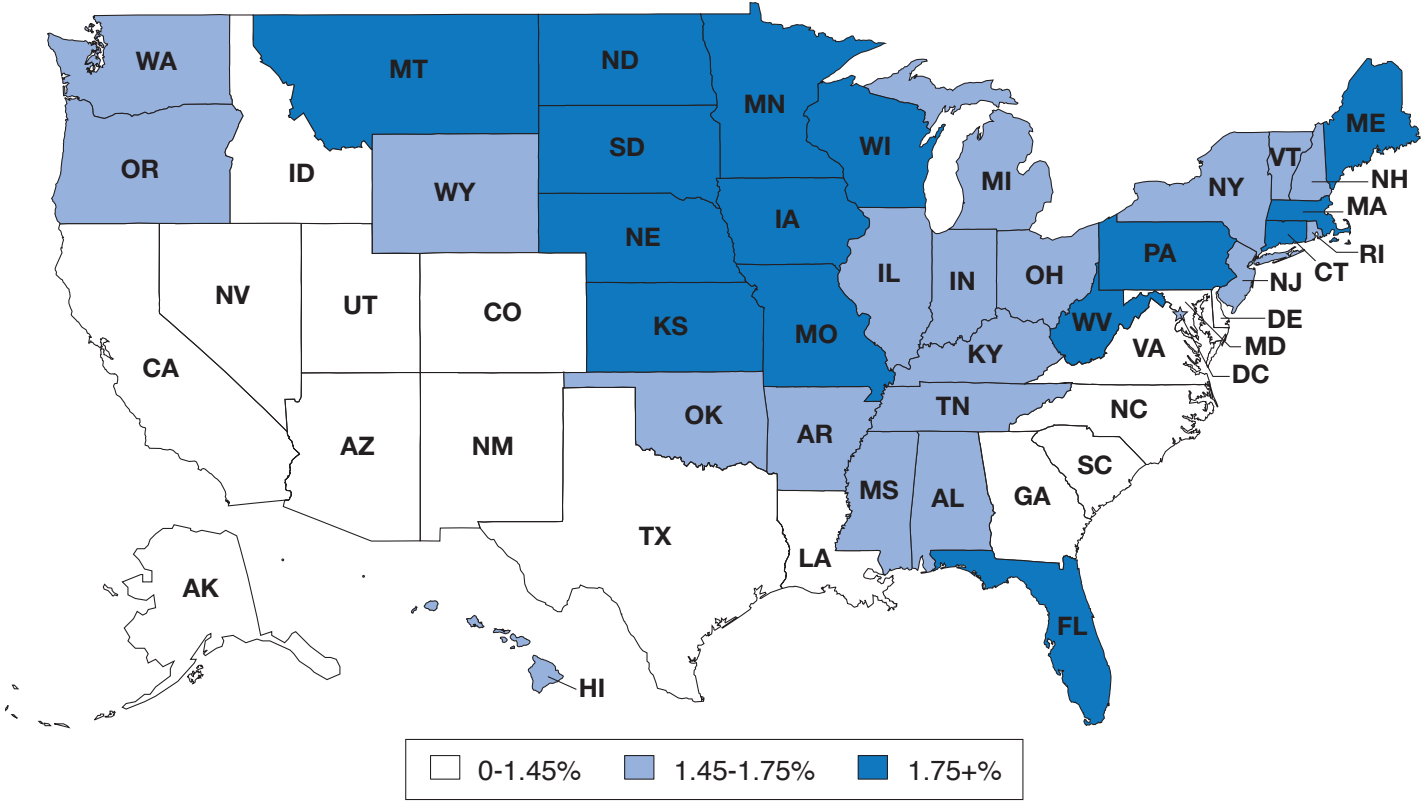 WA
MT
ND
MN
ME
WI
SD
OR
ID
WY
MI
NY
VT
NH
MA
IA
NE
PA
RI
CT
NV
UT
CO
IL
IN
OH
NJ
KS
MO
WV
DE
VA
MD
CA
KY
DC
OK
TN
NC
AZ
NM
AR
SC
MS
AL
GA
TX
LA
AK
FL
HI
0-1.45%
1.45-1.75%
1.75+%